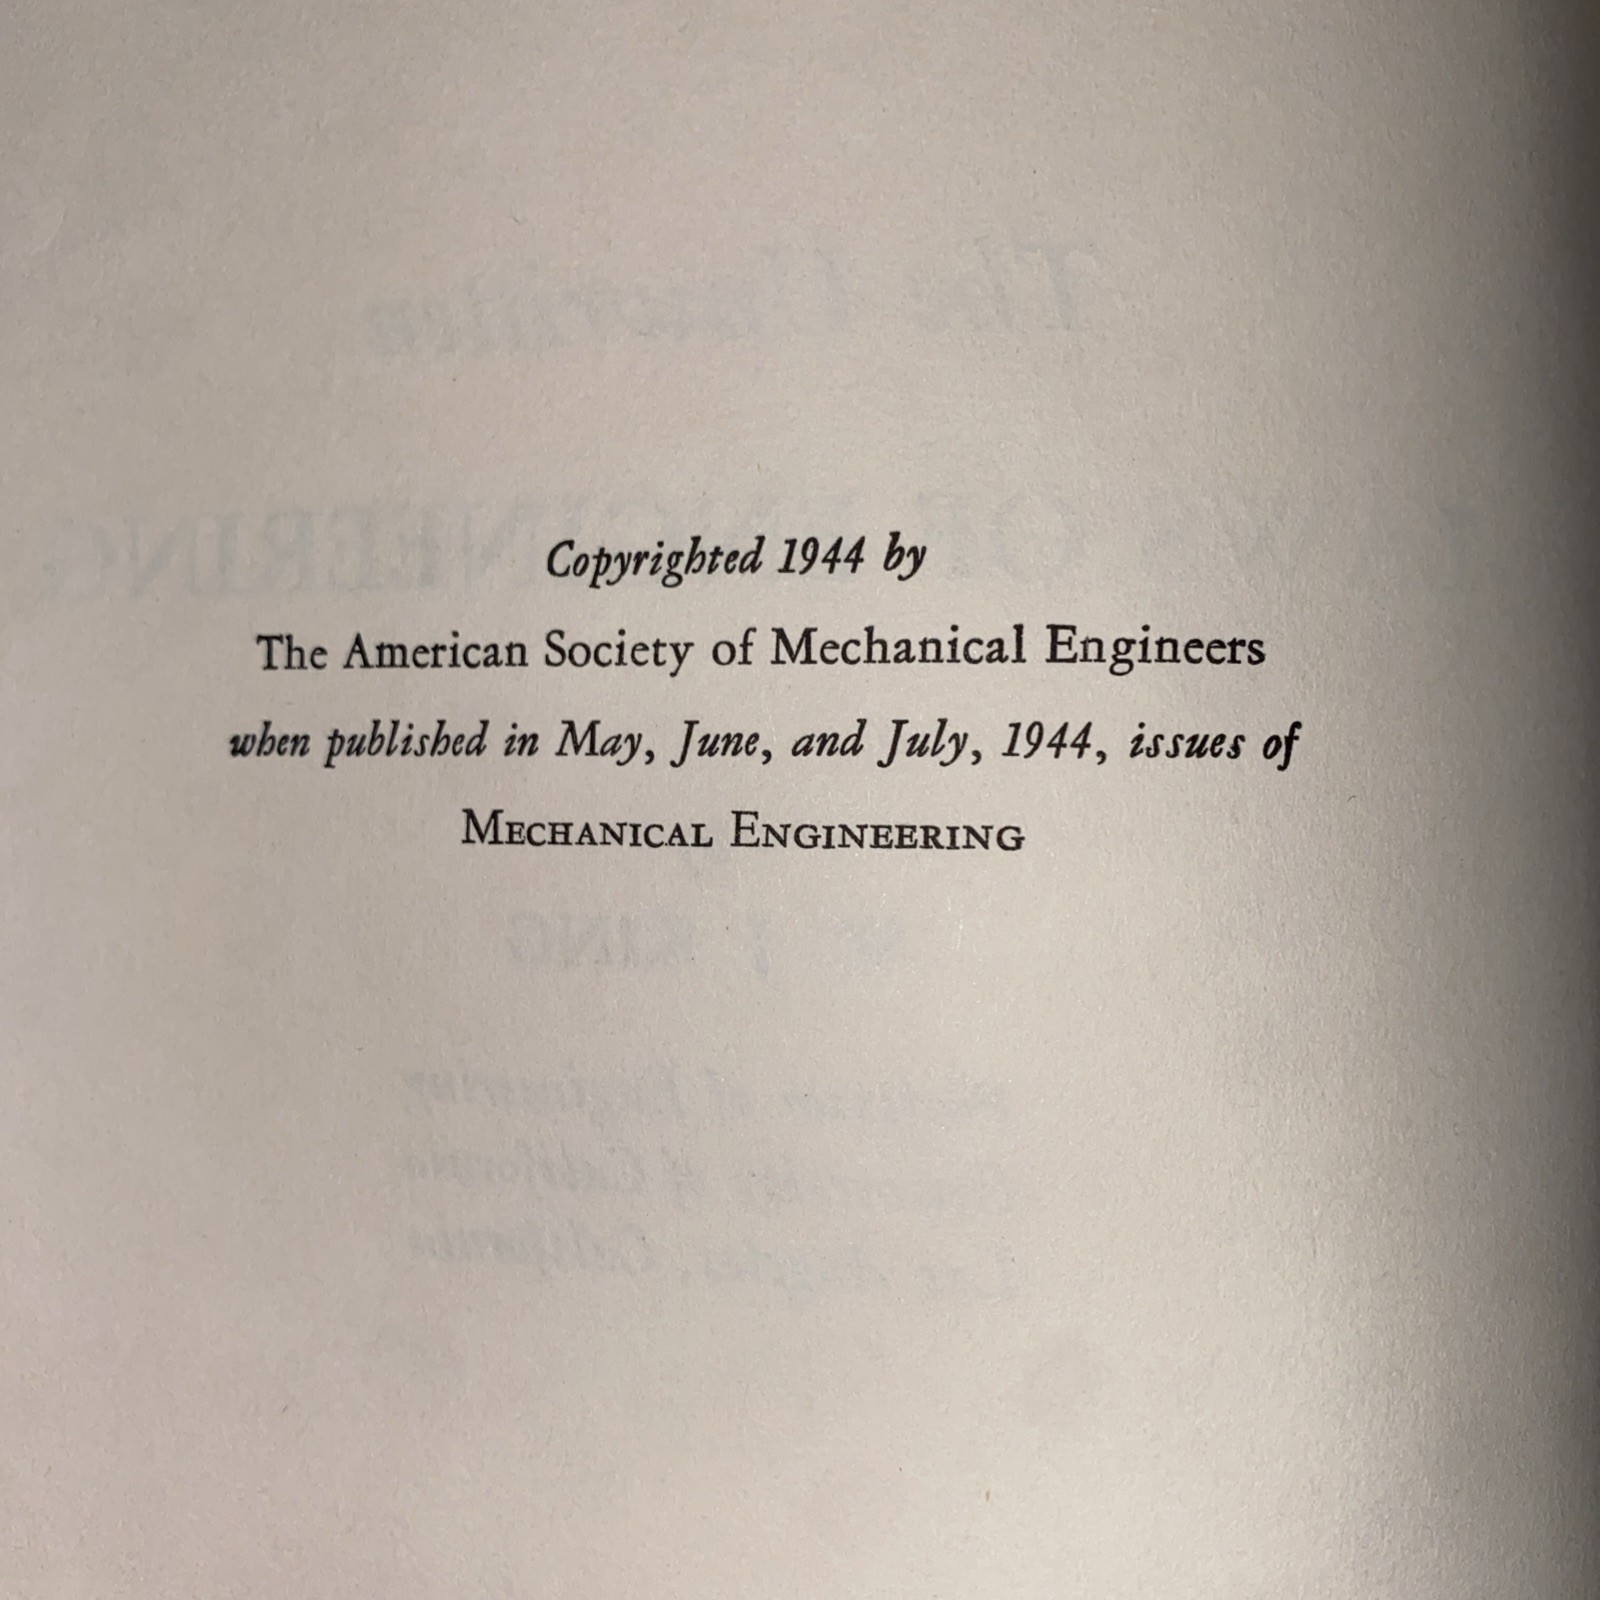 Copyrighted 1944 by
The American Society of Mechanical Engineers
when published in May, June, and July, 1944, issues of
MECHANICAL ENGINEERING